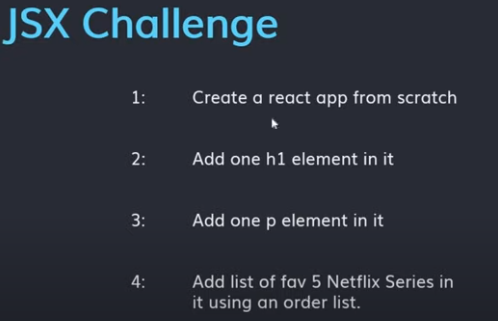 JSX Challenge
1: Create a react app from scratch
2: Add one h1 element in it
3: Add one p element in it
4: Add list of fav 5 Netflix Series in
it using an order list.